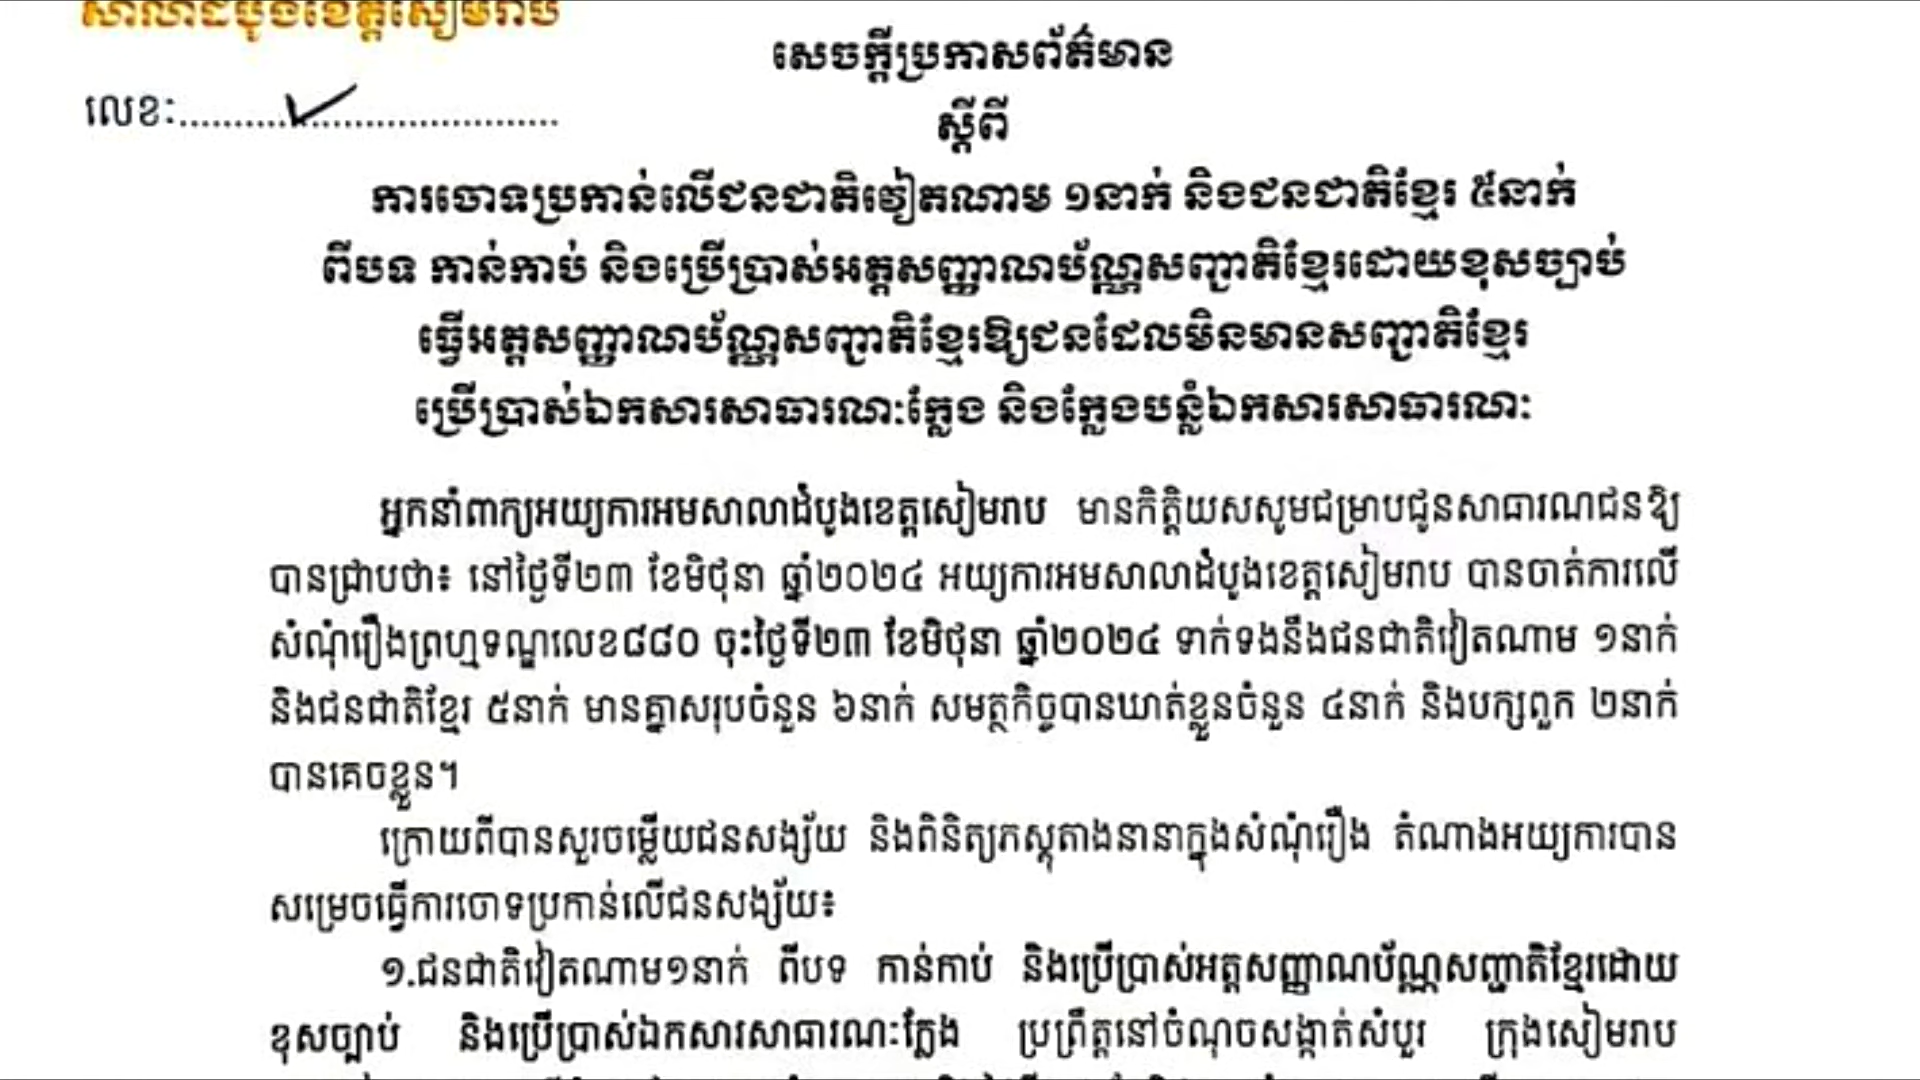 សាលាដំបូងខេត្តសៀមរាប
លេខៈ
សេចក្តីប្រកាសព័ត៌មាន
ស្តីពី
ការចោទប្រកាន់លើជនជាតិវៀតណាម ១នាក់ និងជនជាតិខ្មែរ ៥នាក់
ពីបទ កាន់កាប់ និងប្រើប្រាស់អត្តសញ្ញាណប័ណ្ណសញ្ជាតិខ្មែរដោយខុសច្បាប់
ធ្វើអត្តសញ្ញាណប័ណ្ណសញ្ជាតិខ្មែរឱ្យជនដែលមិនមានសញ្ជាតិខ្មែរ
ប្រើប្រាស់ឯកសារសាធារណៈក្លែង និងក្លែងបន្លំឯកសារសាធារណៈ
អ្នកនាំពាក្យអយ្យការអមសាលាដំបូងខេត្តសៀមរាប មានកិត្តិយសសូមជម្រាបជូនសាធារណជនឱ្យ
បានជ្រាបថា៖ នៅថ្ងៃទី២៣ ខែមិថុនា ឆ្នាំ២០២៤ អយ្យការអមសាលាដំបូងខេត្តសៀមរាប បានចាត់ការលើ
សំណុំរឿងព្រហ្មទណ្ឌលេខ៨៨០ ចុះថ្ងៃទី២៣ ខែមិថុនា ឆ្នាំ២០២៤ ទាក់ទងនឹងជនជាតិវៀតណាម ១នាក់
និងជនជាតិខ្មែរ ៥នាក់ មានគ្នាសរុបចំនួន ៦នាក់ សមត្ថកិច្ចបានឃាត់ខ្លួនចំនួន ៤នាក់ និងបក្សពួក ២នាក់
បានគេចខ្លួន។
ក្រោយពីបានសួរចម្លើយជនសង្ស័យ និងពិនិត្យភស្តុតាងនានាក្នុងសំណុំរឿង តំណាងអយ្យការបាន
សម្រេចធ្វើការចោទប្រកាន់លើជនសង្ស័យ៖
១.ជនជាតិវៀតណាម១នាក់ ពីបទ កាន់កាប់ និងប្រើប្រាស់អត្តសញ្ញាណប័ណ្ណសញ្ជាតិខ្មែរដោយ
ខុសច្បាប់ និងប្រើប្រាស់ឯកសារសាធារណៈក្លែង ប្រព្រឹត្តនៅចំណុចសង្កាត់សំបួរ ក្រុងសៀមរាប